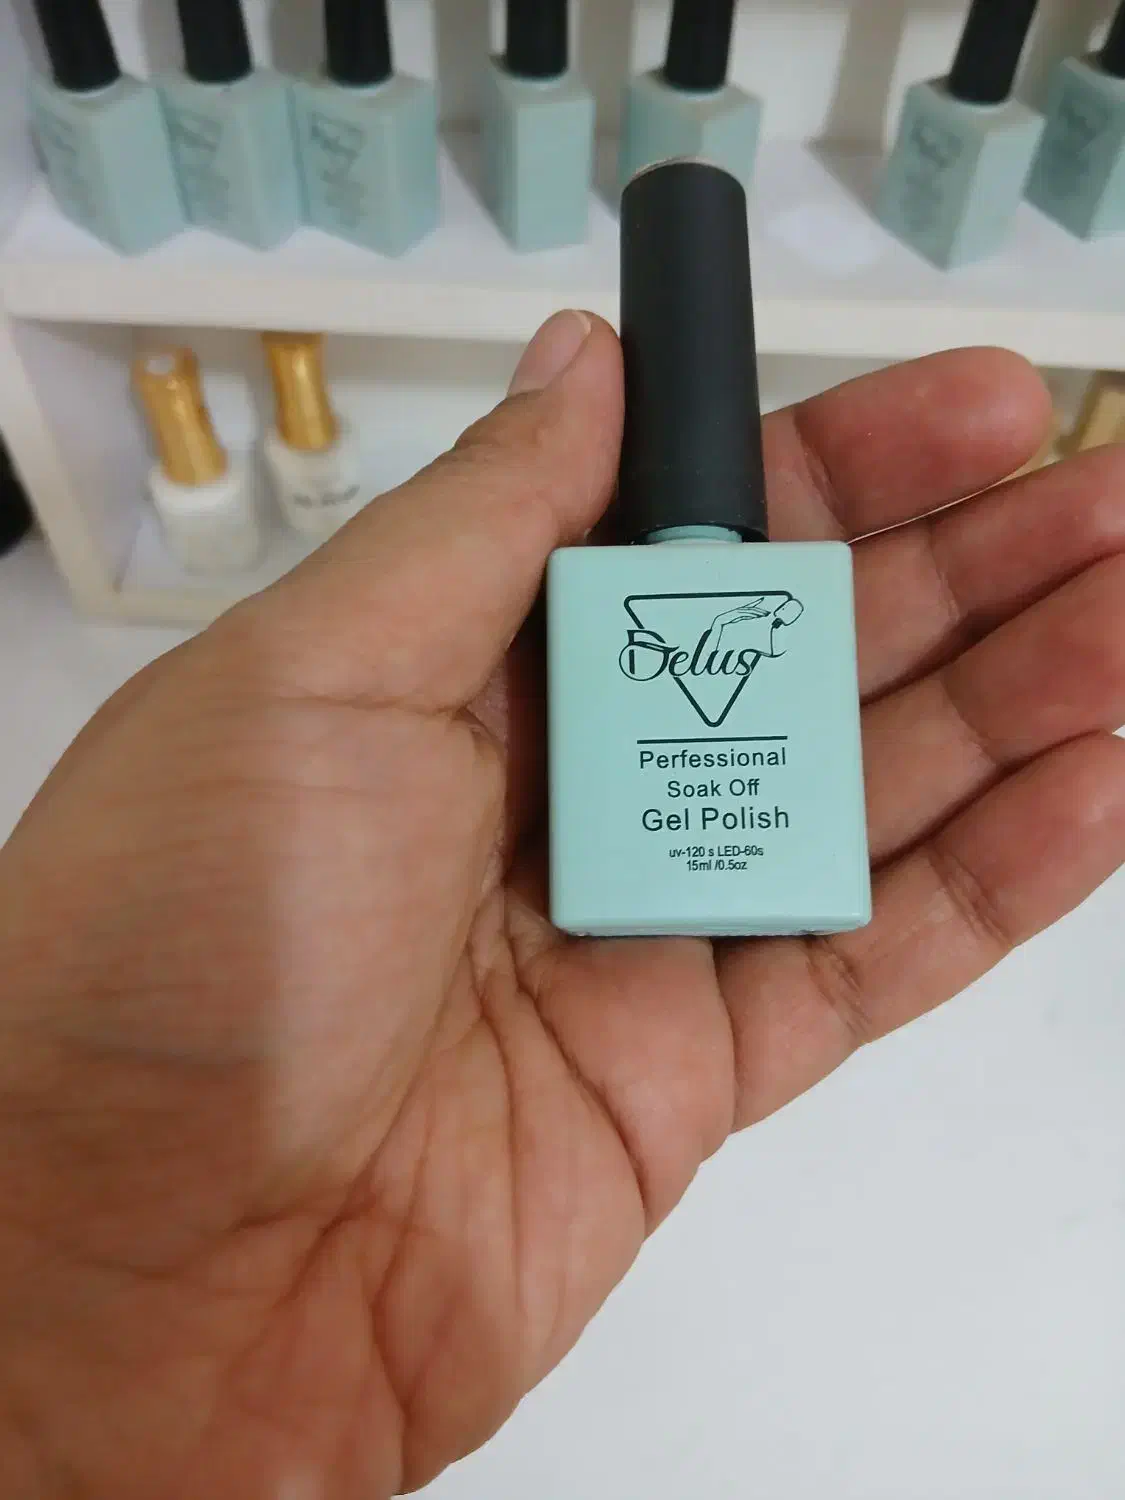 Delus
Perfessional
Soak Off
Gel Polish
uv-120 s LED-60s
15ml /0.5oz